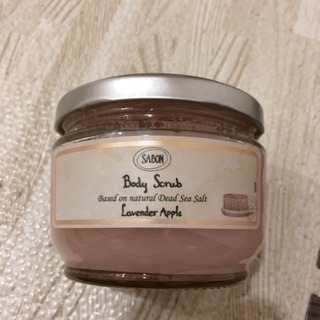 SABON
Body Scrub
Based on natural Dead Sea Salt
Lavender Apple